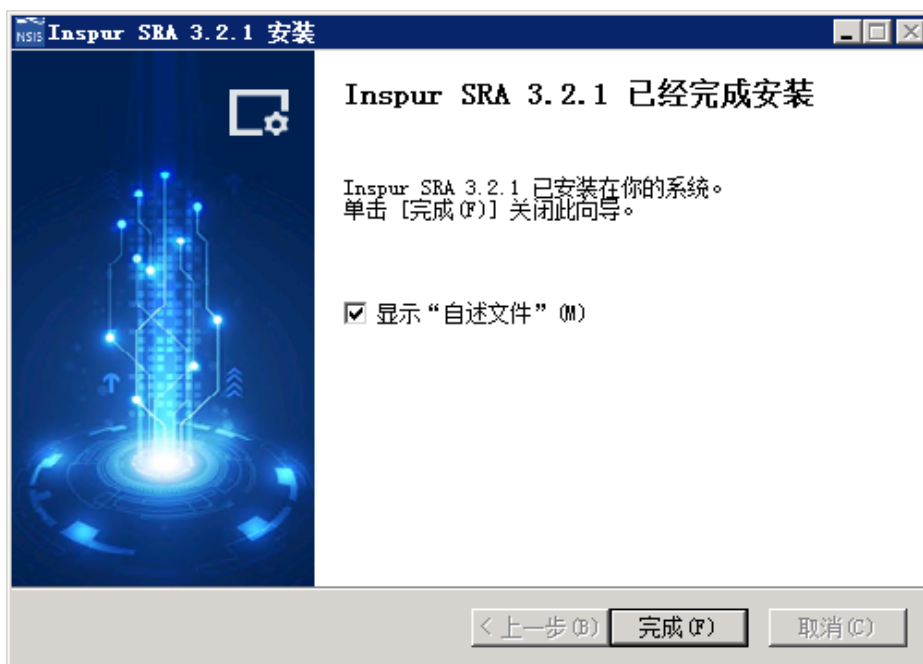 NSIS Inspur SRA 3.2.1 安装
Inspur SRA 3.2.1 已经完成安装
Inspur SRA 3.2.1 已安装在你的系统。
单击 [完成(F)] 关闭此向导。
显示“自述文件”(M)
< 上一步(B) 完成(F) 取消(C)